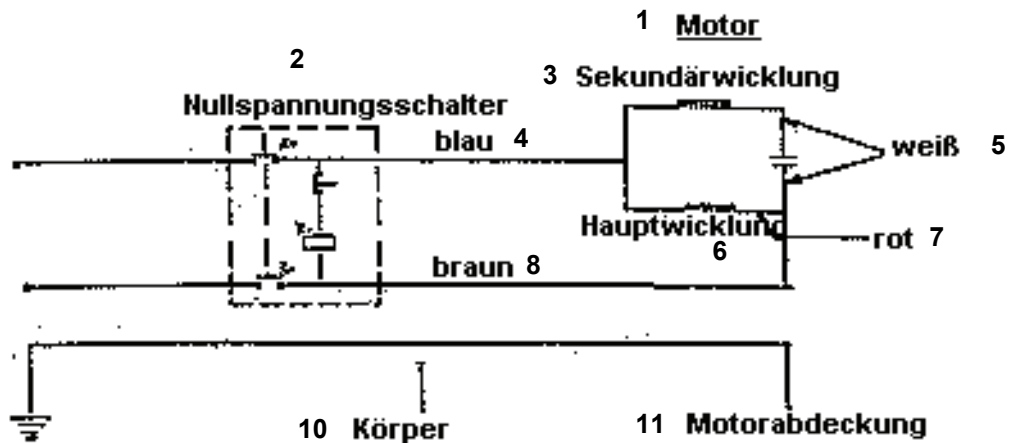 1 Motor
2
3 Sekundärwicklung
Nullspannungsschalter
blau 4
weiß 5
Hauptwicklung
6
rot 7
braun 8
10 Körper
11 Motorabdeckung